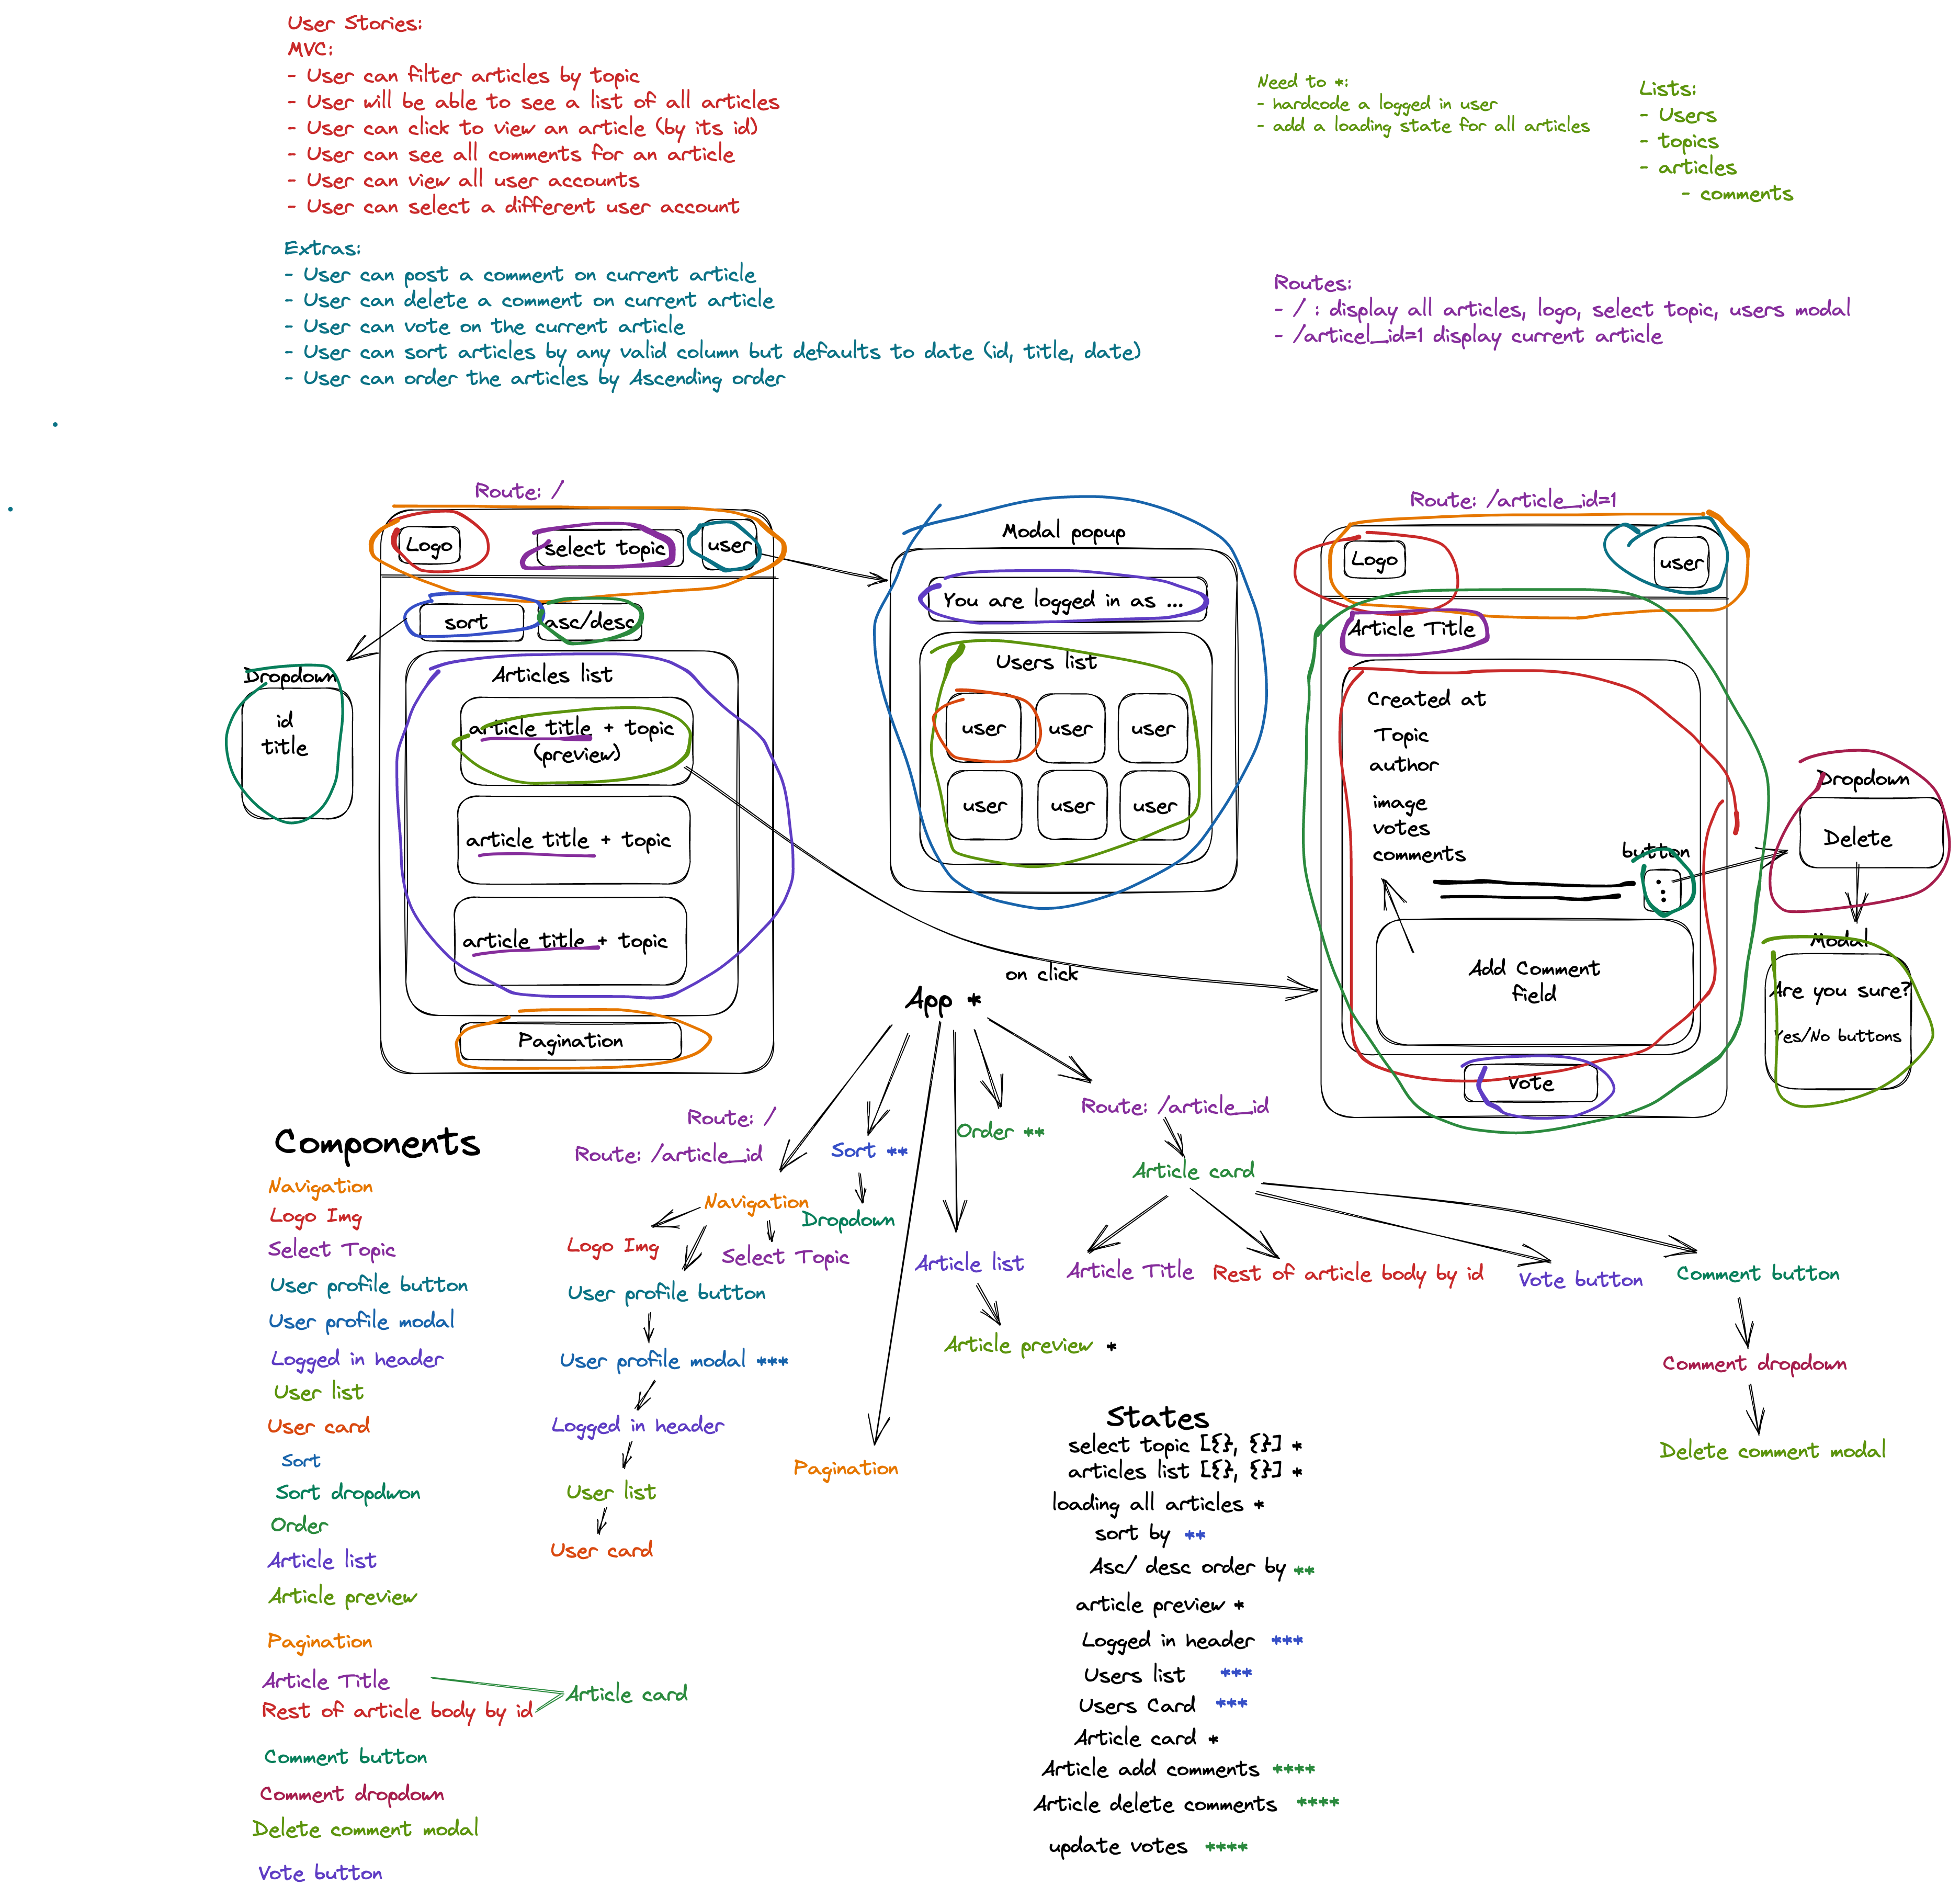 User Stories:
MVC:
- User can filter articles by topic
- User will be able to see a list of all articles
- User can click to view an article (by its id)
- User can see all comments for an article
- User can view all user accounts
- User can select a different user account
Extras:
- User can post a comment on current article
- User can delete a comment on current article
- User can vote on the current article
- User can sort articles by any valid column but defaults to date (id, title, date)
- User can order the articles by Ascending order
Need to *:
- hardcode a logged in user
- add a loading state for all articles
Lists:
- Users
- topics
- articles
- comments
Routes:
- / : display all articles, logo, select topic, users modal
- /articel_id=1 display current article
Route: /
Logo
select topic
user
sort
asc/desc
Dropdown
id
title
Articles list
article title + topic
(preview)
article title + topic
article title + topic
Pagination
Modal popup
You are logged in as ...
Users list
user
user
user
user
user
user
on click
Route: /article_id=1
Logo
user
Article Title
Created at
Topic
author
image
votes
comments
button
Add Comment
field
Vote
Dropdown
Delete
Modal
Are you sure?
Yes/No buttons
App *
Route: /
Route: /article_id
Navigation
Logo Img
User profile button
Select Topic
User profile modal ***
Logged in header
User list
User card
Sort **
Dropdown
Pagination
Article list
Article preview *
Order **
Route: /article_id
Article card
Article Title
Rest of article body by id
Vote button
Comment button
Comment dropdown
Delete comment modal
Components
Navigation
Logo Img
Select Topic
User profile button
User profile modal
Logged in header
User list
User card
Sort
Sort dropdwon
Order
Article list
Article preview
Pagination
Article Title
Rest of article body by id
Article card
Comment button
Comment dropdown
Delete comment modal
Vote button
States
select topic [{}, {}] *
articles list [{}, {}] *
loading all articles *
sort by **
Asc/ desc order by **
article preview *
Logged in header ***
Users list ***
Users Card ***
Article card *
Article add comments ****
Article delete comments ****
update votes ****